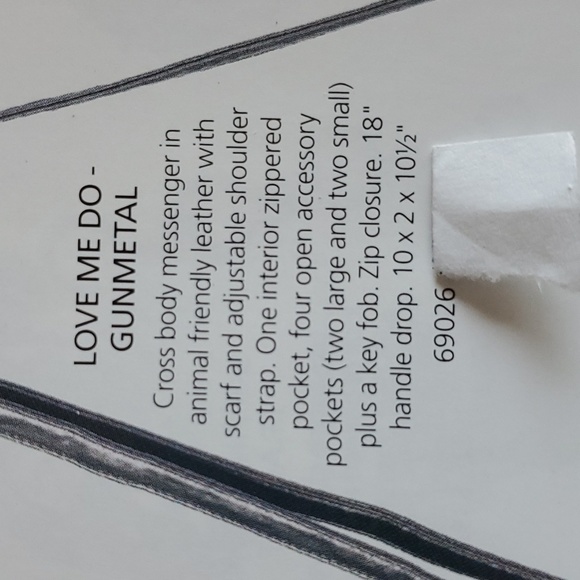 LOVE ME DO -
GUNMETAL
Cross body messenger in
animal friendly leather with
scarf and adjustable shoulder
strap. One interior zippered
pocket, four open accessory
pockets (two large and two small)
plus a key fob. Zip closure. 18"
handle drop. 10 x 2 x 10½"
69026